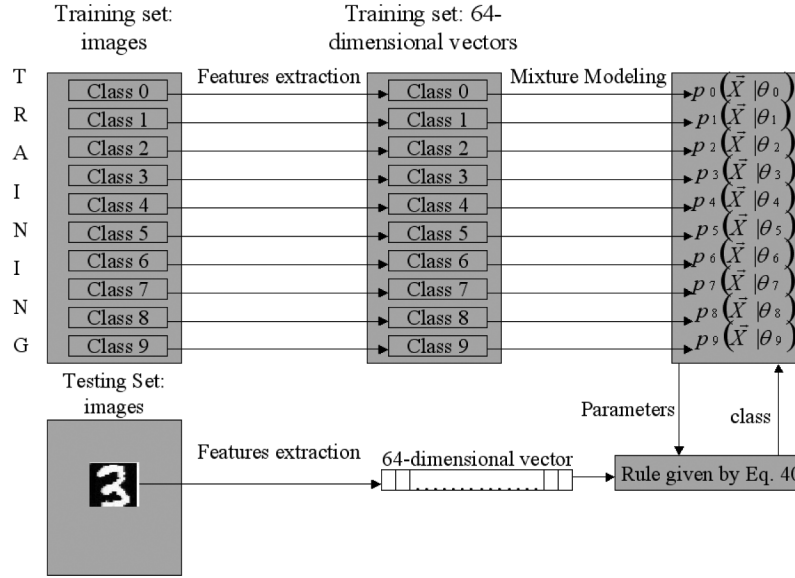 Training set:
images
Training set: 64-
dimensional vectors
T
R
A
I
N
I
N
G
Features extraction
Mixture Modeling
Class 0
Class 1
Class 2
Class 3
Class 4
Class 5
Class 6
Class 7
Class 8
Class 9
Class 0
Class 1
Class 2
Class 3
Class 4
Class 5
Class 6
Class 7
Class 8
Class 9
p₀(X⃗ |θ₀)
p₁(X⃗ |θ₁)
p₂(X⃗ |θ₂)
p₃(X⃗ |θ₃)
p₄(X⃗ |θ₄)
p₅(X⃗ |θ₅)
p₆(X⃗ |θ₆)
p₇(X⃗ |θ₇)
p₈(X⃗ |θ₈)
p₉(X⃗ |θ₉)
Testing Set:
images
3
Features extraction
64-dimensional vector
..............
Parameters
class
Rule given by Eq. 40